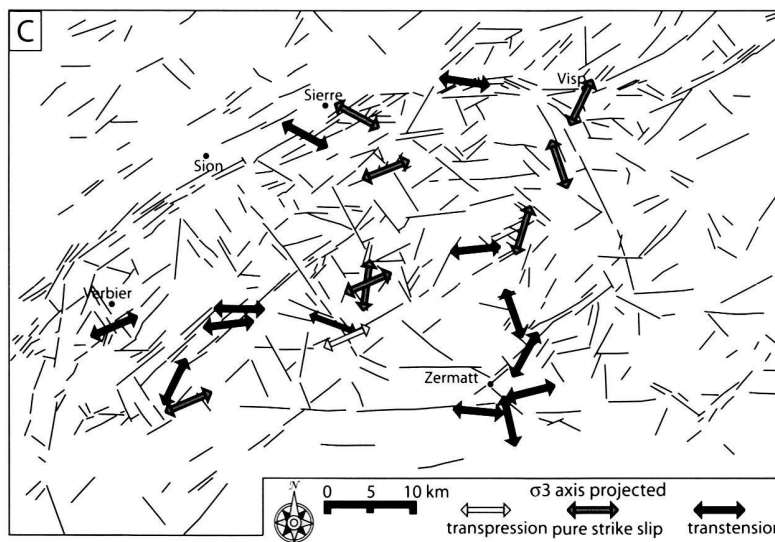 C
Visp
Sierre
Sion
Verbier
Zermatt
N
0 5 10 km
σ3 axis projected
transpression pure strike slip transtension